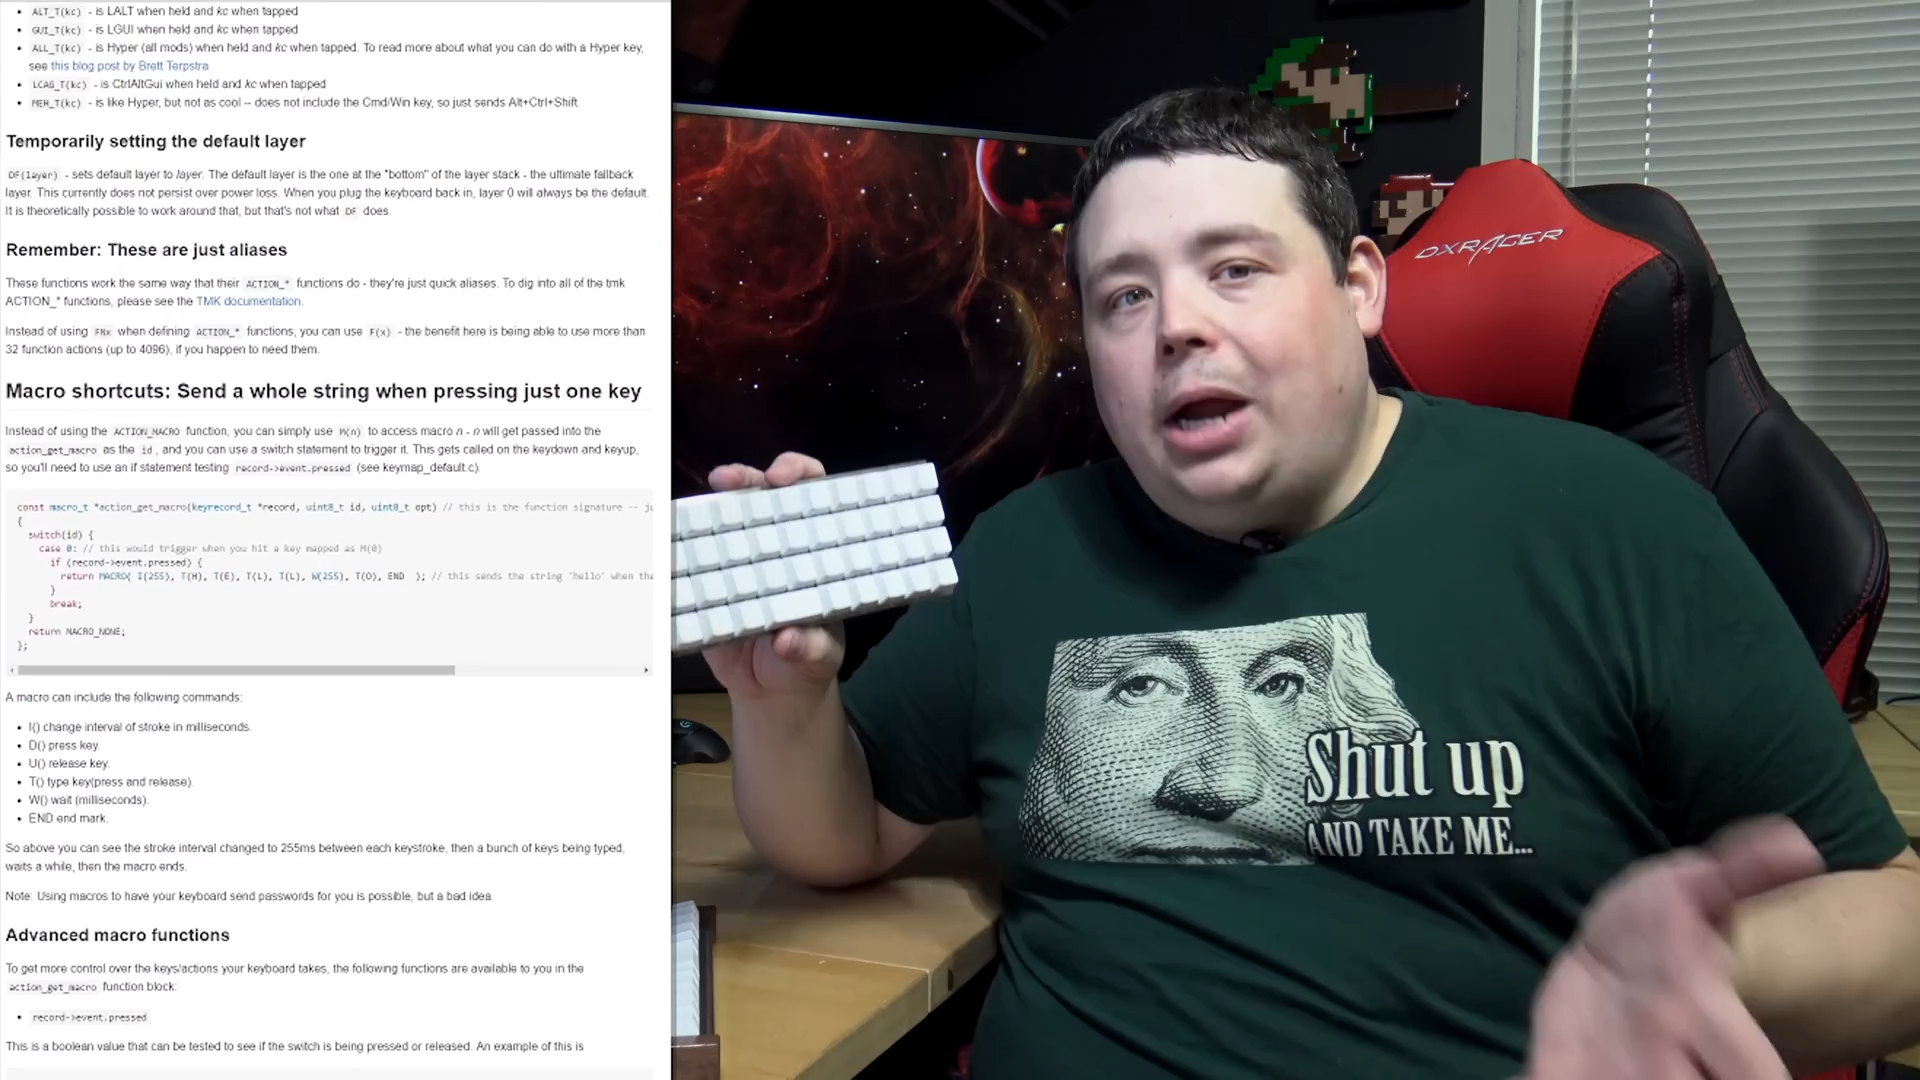 ALT_T(kc) - is LALT when held and kc when tapped
GUI_T(kc) - is LGUI when held and kc when tapped
ALL_T(kc) - is Hyper (all mods) when held and kc when tapped. To read more about what you can do with a Hyper key,
see this blog post by Brett Terpstra
LCAG_T(kc) - is CtrlAltGui when held and kc when tapped
MEH_T(kc) - is like Hyper, but not as cool -- does not include the Cmd/Win key, so just sends Alt+Ctrl+Shift.
Temporarily setting the default layer
DF(layer) - sets default layer to layer. The default layer is the one at the "bottom" of the layer stack - the ultimate fallback
layer. This currently does not persist over power loss. When you plug the keyboard back in, layer 0 will always be the default.
It is theoretically possible to work around that, but that's not what DF does.
Remember: These are just aliases
These functions work the same way that their ACTION_* functions do - they're just quick aliases. To dig into all of the tmk
ACTION_* functions, please see the TMK documentation.
Instead of using FNx when defining ACTION_* functions, you can use F(x) - the benefit here is being able to use more than
32 function actions (up to 4096), if you happen to need them.
Macro shortcuts: Send a whole string when pressing just one key
Instead of using the ACTION_MACRO function, you can simply use M(n) to access macro n - n will get passed into the
action_get_macro as the id, and you can use a switch statement to trigger it. This gets called on the keydown and keyup,
so you'll need to use an if statement testing record->event.pressed (see keymap_default.c).
const macro_t *action_get_macro(keyrecord_t *record, uint8_t id, uint8_t opt) // this is the function signature -- ju
{
switch(id) {
case 0: // this would trigger when you hit a key mapped as M(0)
if (record->event.pressed) {
return MACRO( I(255), T(H), T(E), T(L), T(L), W(255), T(O), END ); // this sends the string 'hello' when the
}
break;
}
return MACRO_NONE;
};
A macro can include the following commands:
I() change interval of stroke in milliseconds.
D() press key.
U() release key.
T() type key(press and release).
W() wait (milliseconds).
END end mark.
So above you can see the stroke interval changed to 255ms between each keystroke, then a bunch of keys being typed,
waits a while, then the macro ends.
Note: Using macros to have your keyboard send passwords for you is possible, but a bad idea.
Advanced macro functions
To get more control over the keys/actions your keyboard takes, the following functions are available to you in the
action_get_macro function block:
record->event.pressed
This is a boolean value that can be tested to see if the switch is being pressed or released. An example of this is
DXRACER
Shut up
AND TAKE ME...